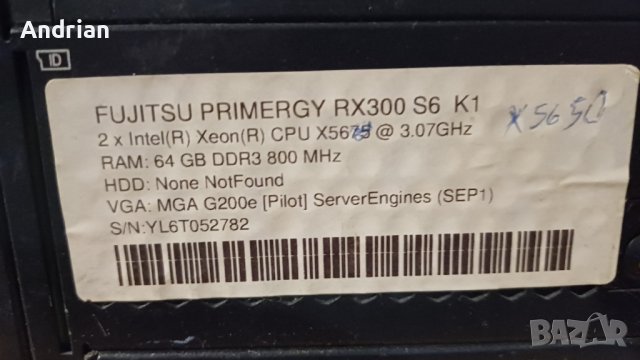 Andrian
ID
FUJITSU PRIMERGY RX300 S6 K1
X5650
2 x Intel(R) Xeon(R) CPU X5675 @ 3.07GHz
RAM: 64 GB DDR3 800 MHz
HDD: None NotFound
VGA: MGA G200e [Pilot] ServerEngines (SEP1)
S/N:YL6T052782
BAZAR